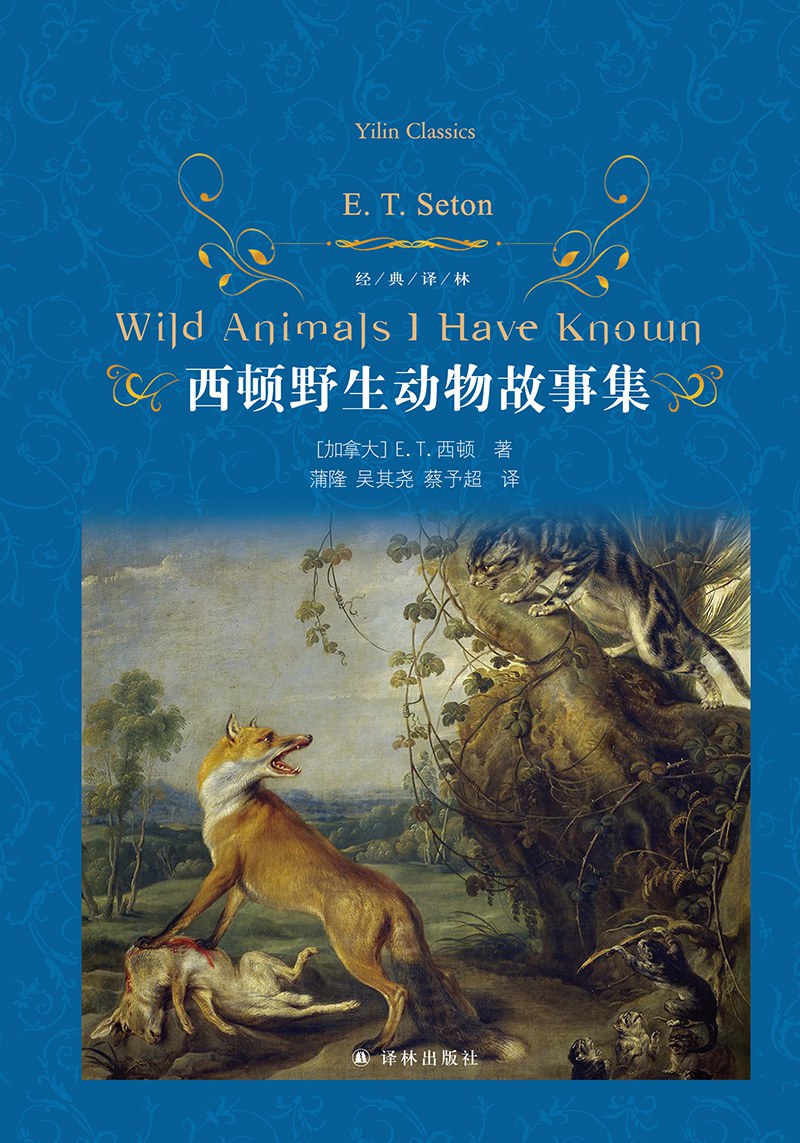 Yilin Classics
E. T. Seton
经/典/译/林
Wild Animals I Have Known
西顿野生动物故事集
[加拿大] E. T. 西顿 著
蒲隆 吴其尧 蔡予超 译
译林出版社